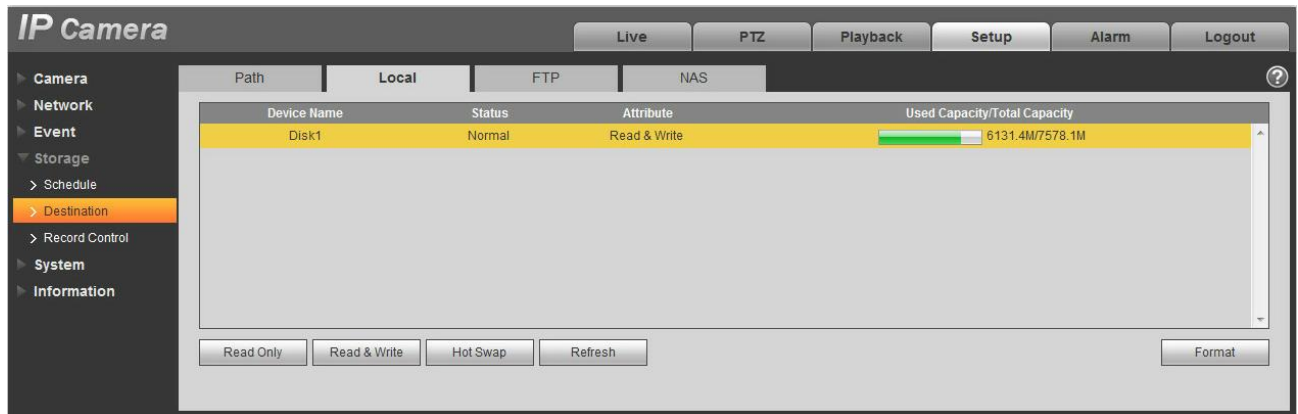 IP Camera
Live PTZ Playback Setup Alarm Logout
Camera
Network
Event
Storage
Schedule
Destination
Record Control
System
Information
Path Local FTP NAS ?
Device Name Status Attribute Used Capacity/Total Capacity
Disk1 Normal Read & Write 6131.4M/7578.1M
Read Only Read & Write Hot Swap Refresh Format